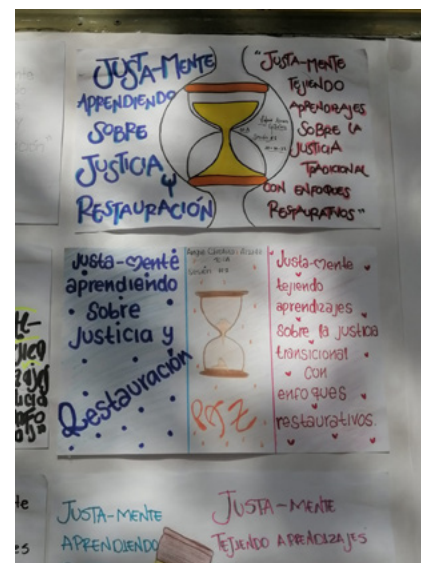 JUSTA-MENTE
APRENDIENDO
SOBRE
JUSTICIA
Y
RESTAURACIÓN
"JUSTA-MENTE
TEJIENDO
APRENDIZAJES
SOBRE LA
JUSTICIA
TRADICIONAL
CON ENFOQUES
RESTAURATIVOS"
Justa-mente
aprendiendo
Sobre
Justicia y
Restauración
PAZ
Justa-mente
tejiendo
aprendizajes
sobre la justicia
transicional
con
enfoques
restaurativos.
JUSTA-MENTE
APRENDIENDO
JUSTA-MENTE
TEJIENDO APRENDIZAJES